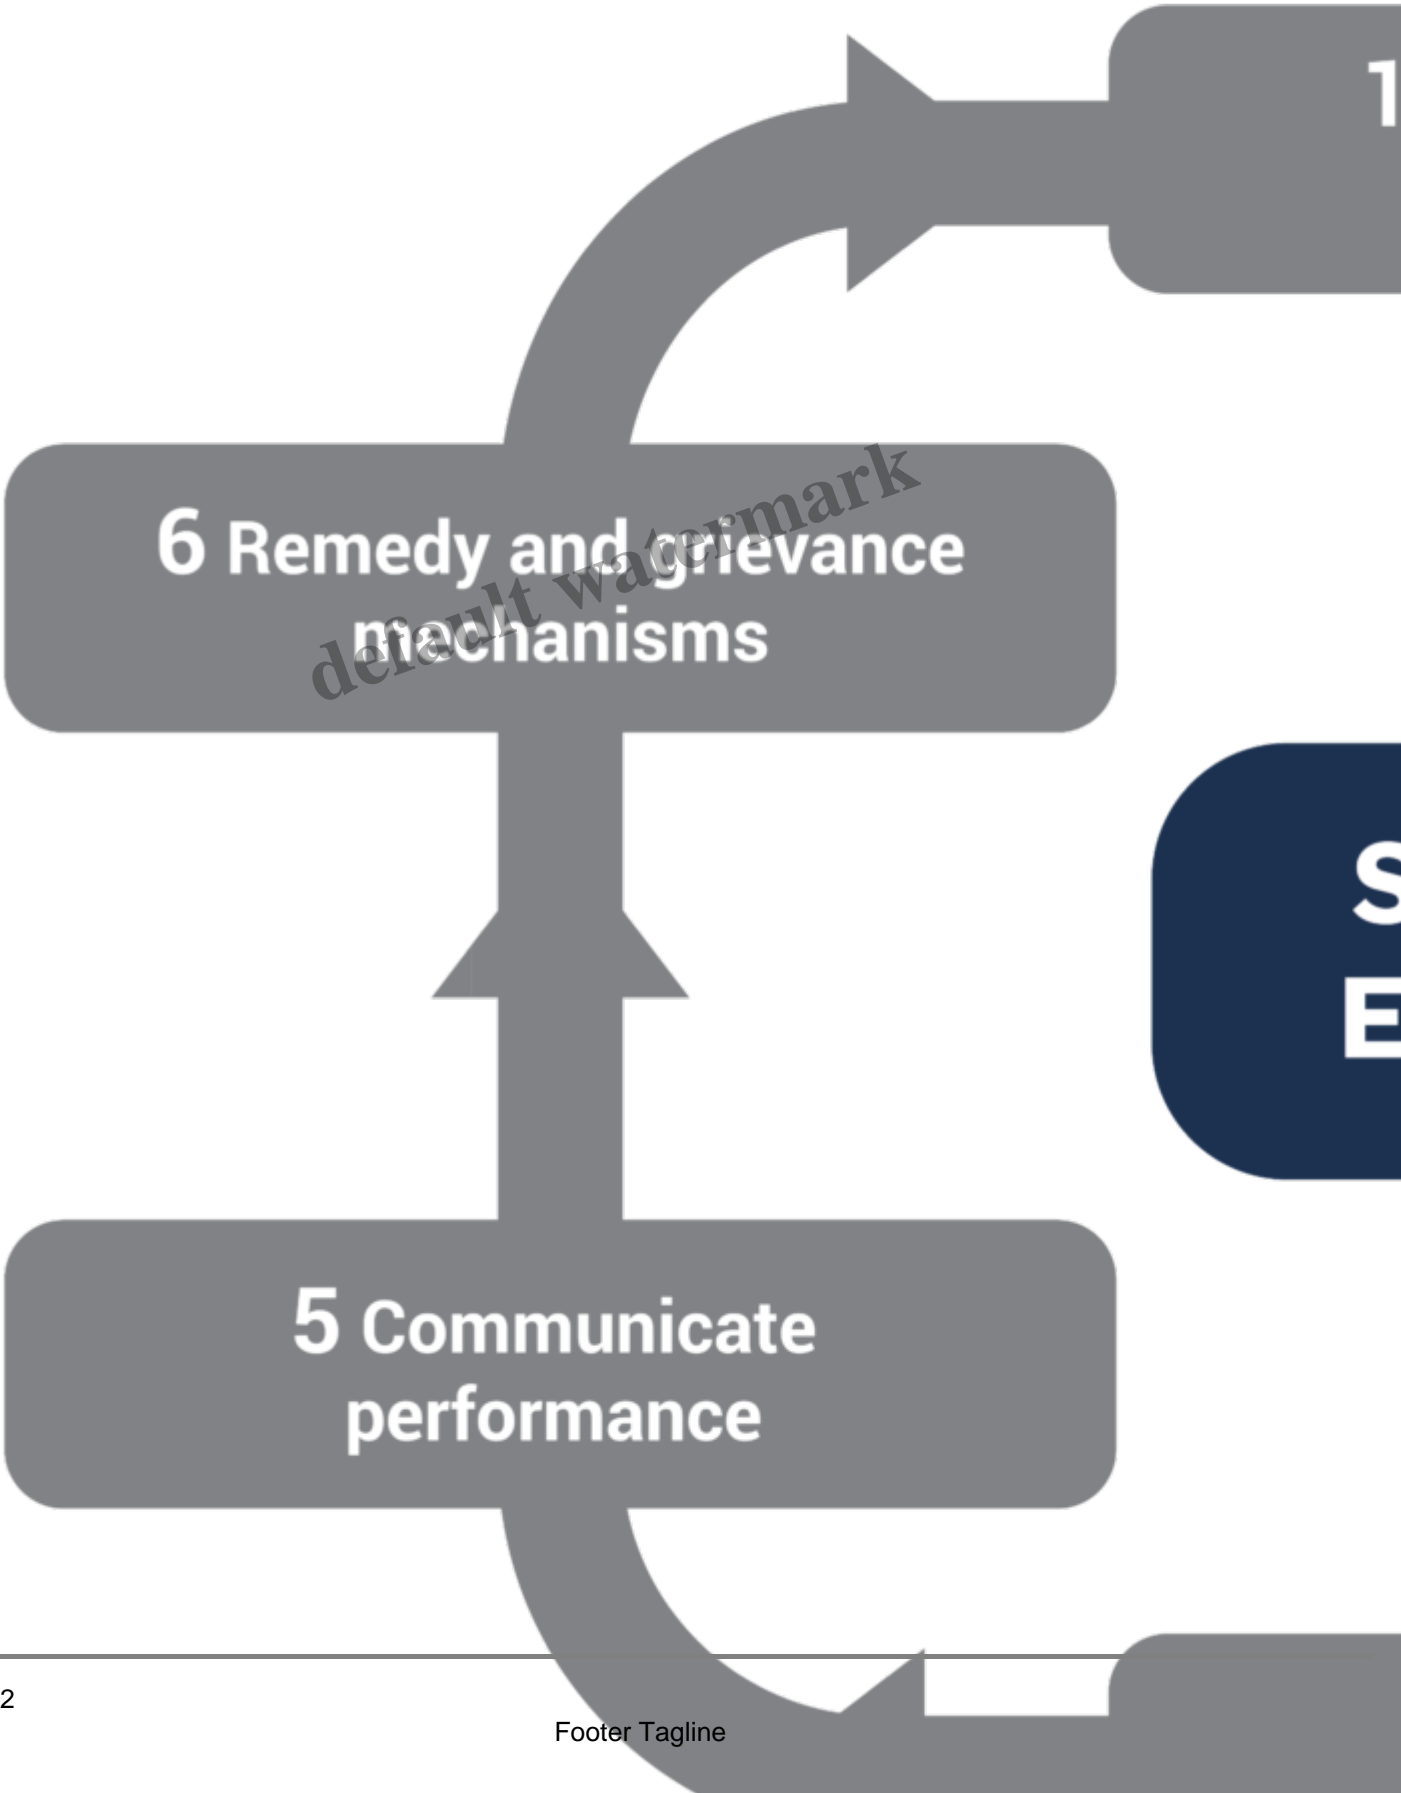 1
6 Remedy and grievance
mechanisms
default watermark
S
E
5 Communicate
performance
2
Footer Tagline